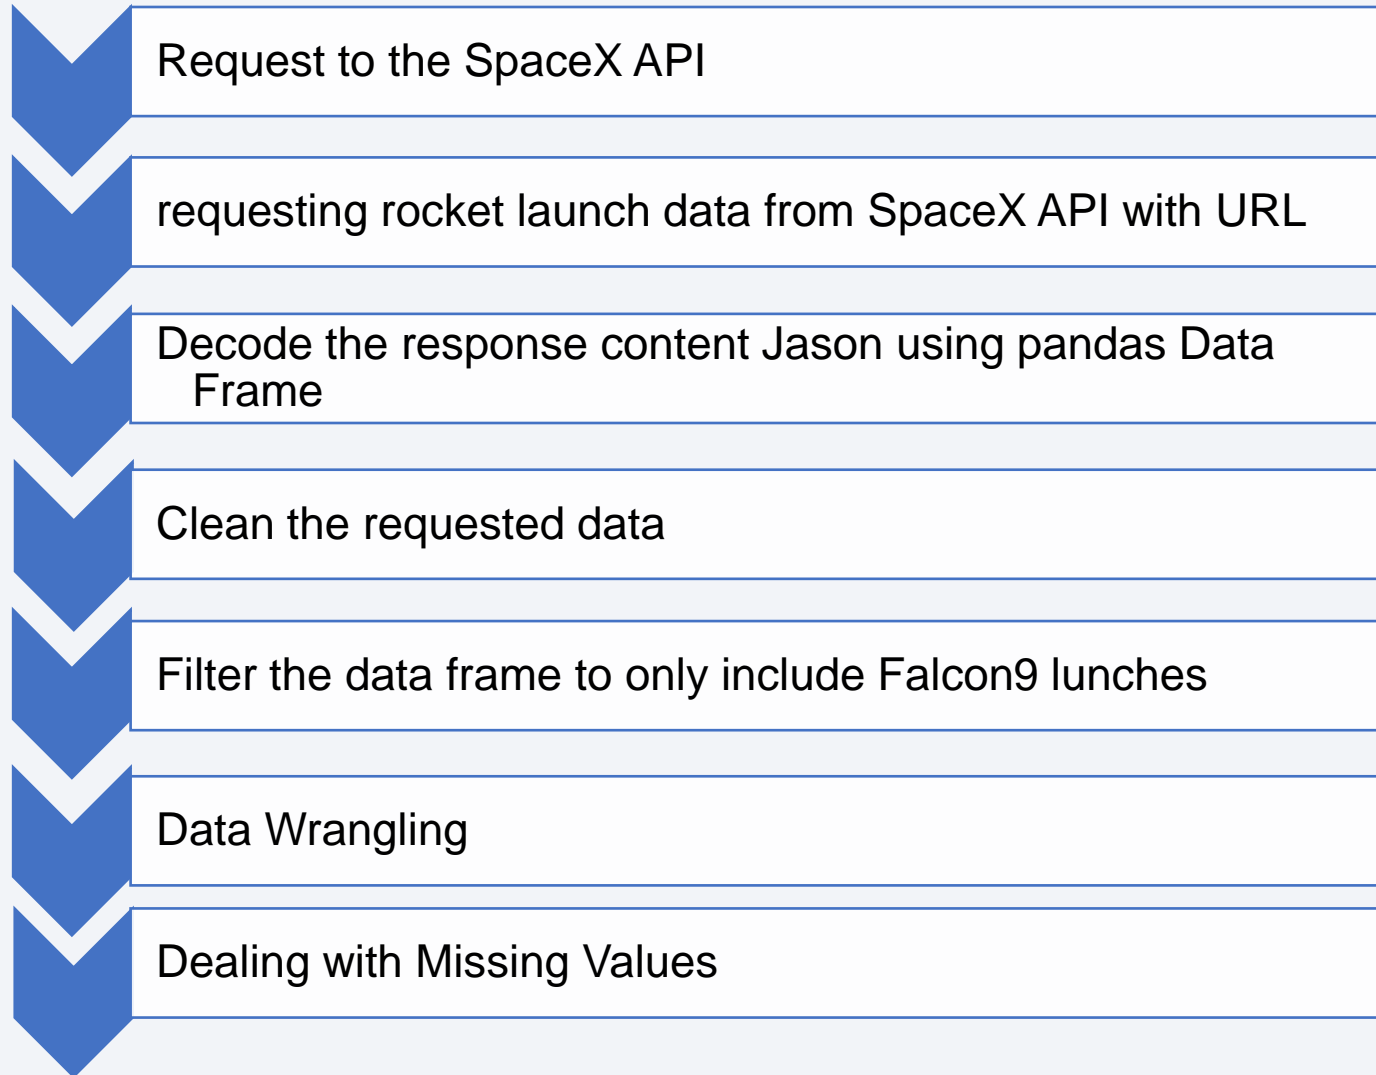 Request to the SpaceX API
requesting rocket launch data from SpaceX API with URL
Decode the response content Jason using pandas Data
Frame
Clean the requested data
Filter the data frame to only include Falcon9 lunches
Data Wrangling
Dealing with Missing Values